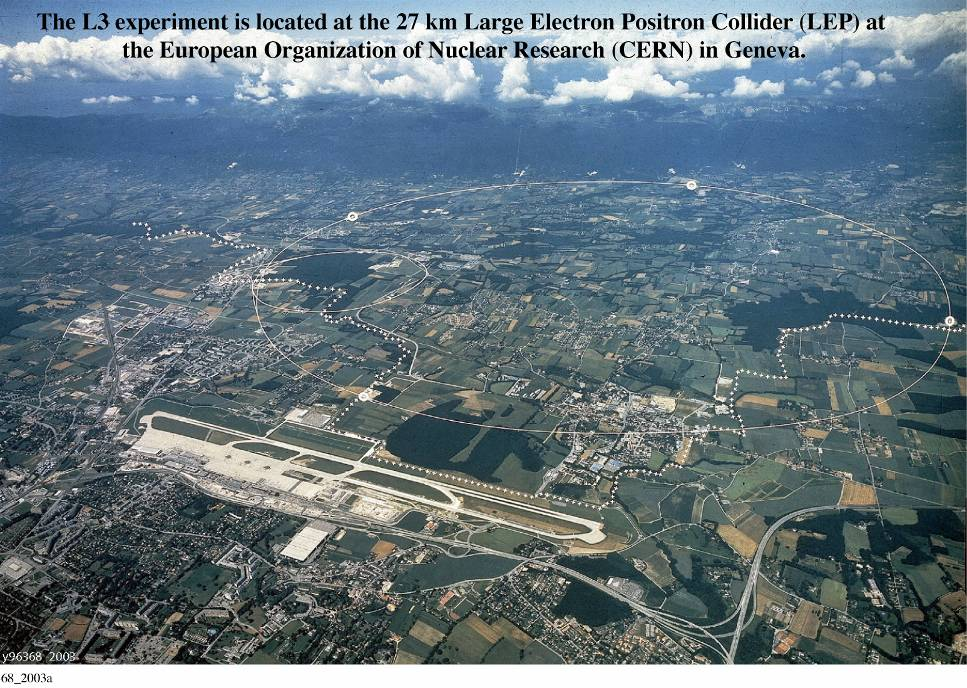 The L3 experiment is located at the 27 km Large Electron Positron Collider (LEP) at
the European Organization of Nuclear Research (CERN) in Geneva.
y96368_2003
68_2003a